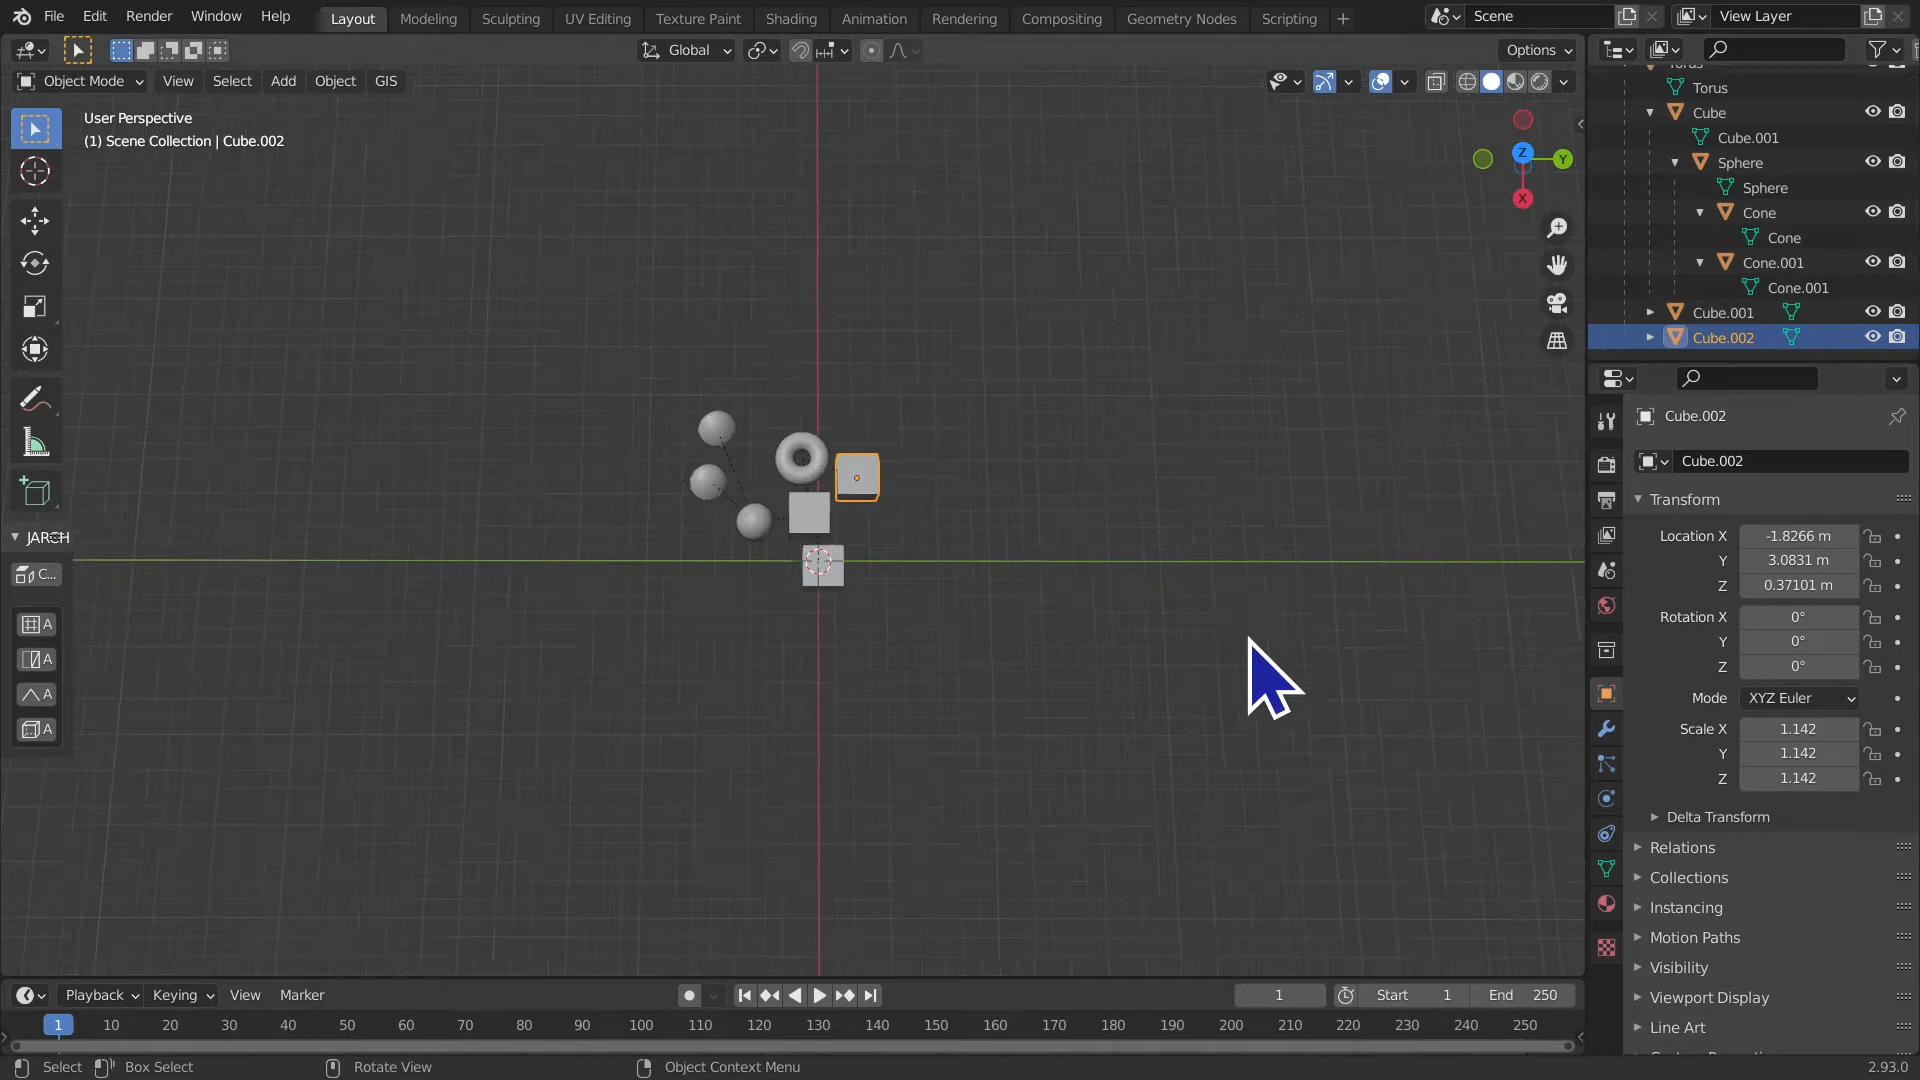 File Edit Render Window Help Layout Modeling Sculpting UV Editing Texture Paint Shading Animation Rendering Compositing Geometry Nodes Scripting + Scene View Layer
Global Options
Object Mode View Select Add Object GIS
User Perspective
(1) Scene Collection | Cube.002
Z
Y
X
C...
A
A
A
A
Torus
Cube
Cube.001
Sphere
Sphere
Cone
Cone
Cone.001
Cone.001
Cube.001
Cube.002
Cube.002
Cube.002
Transform
Location X -1.8266 m
Y 3.0831 m
Z 0.37101 m
Rotation X 0°
Y 0°
Z 0°
Mode XYZ Euler
Scale X 1.142
Y 1.142
Z 1.142
Delta Transform
Relations
Collections
Instancing
Motion Paths
Visibility
Viewport Display
Line Art
Playback Keying View Marker 1 Start 1 End 250
1 10 20 30 40 50 60 70 80 90 100 110 120 130 140 150 160 170 180 190 200 210 220 230 240 250
Select Box Select Rotate View Object Context Menu 2.93.0